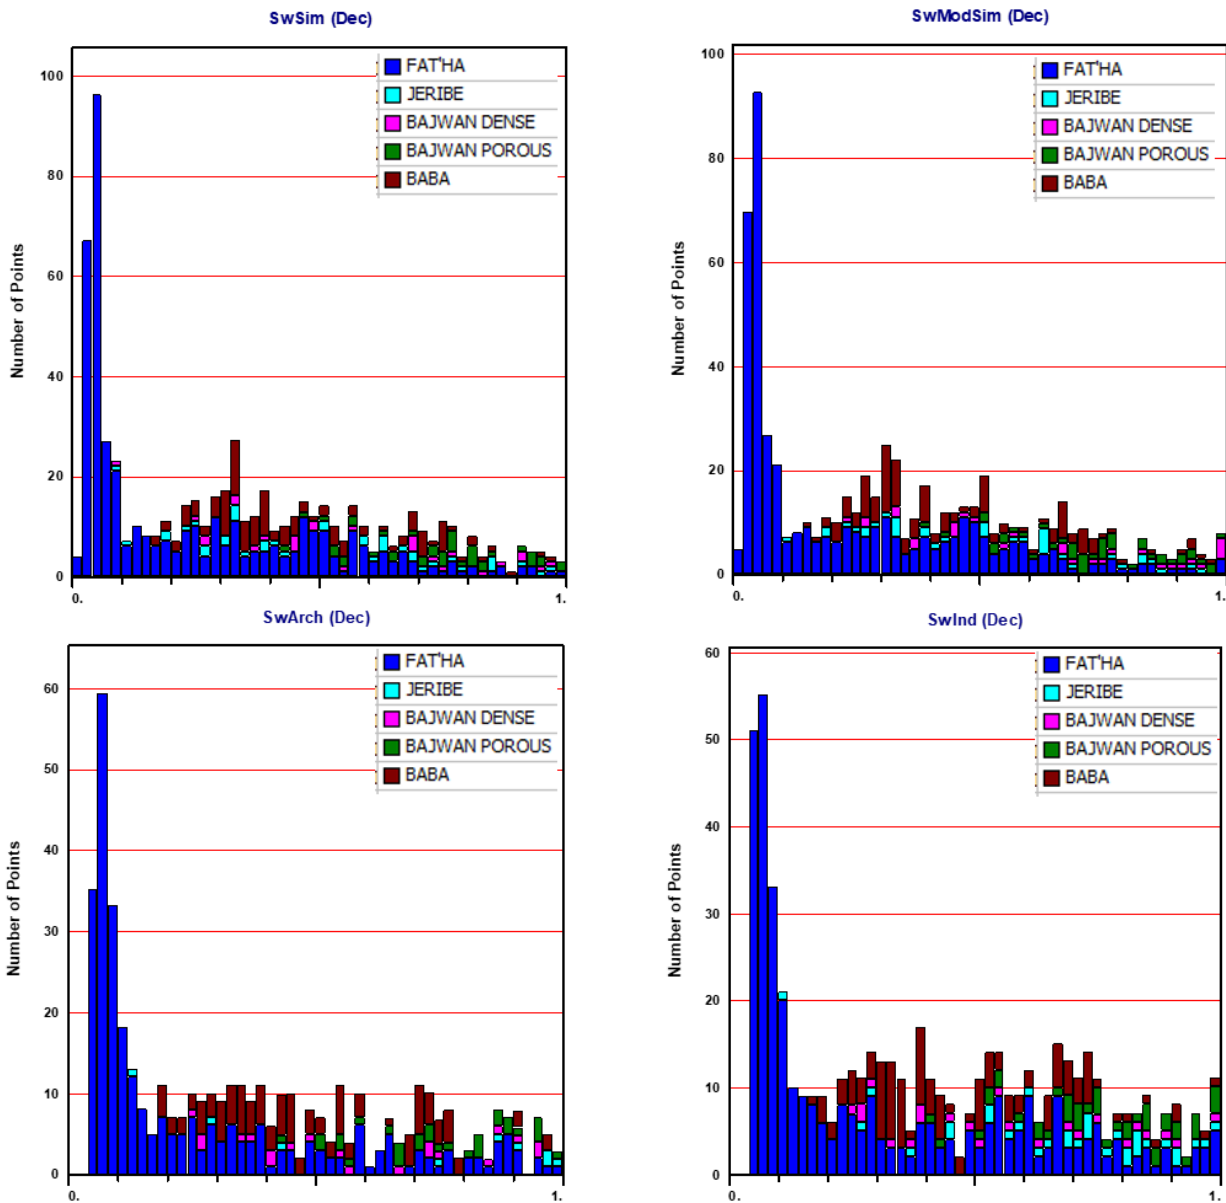 SwSim (Dec)
Number of Points
100
80
60
40
20
0
0.
1.
FAT'HA
JERIBE
BAJWAN DENSE
BAJWAN POROUS
BABA
SwModSim (Dec)
Number of Points
100
80
60
40
20
0
0.
1.
FAT'HA
JERIBE
BAJWAN DENSE
BAJWAN POROUS
BABA
SwArch (Dec)
Number of Points
60
50
40
30
20
10
0
0.
1.
FAT'HA
JERIBE
BAJWAN DENSE
BAJWAN POROUS
BABA
SwInd (Dec)
Number of Points
60
50
40
30
20
10
0
0.
1.
FAT'HA
JERIBE
BAJWAN DENSE
BAJWAN POROUS
BABA